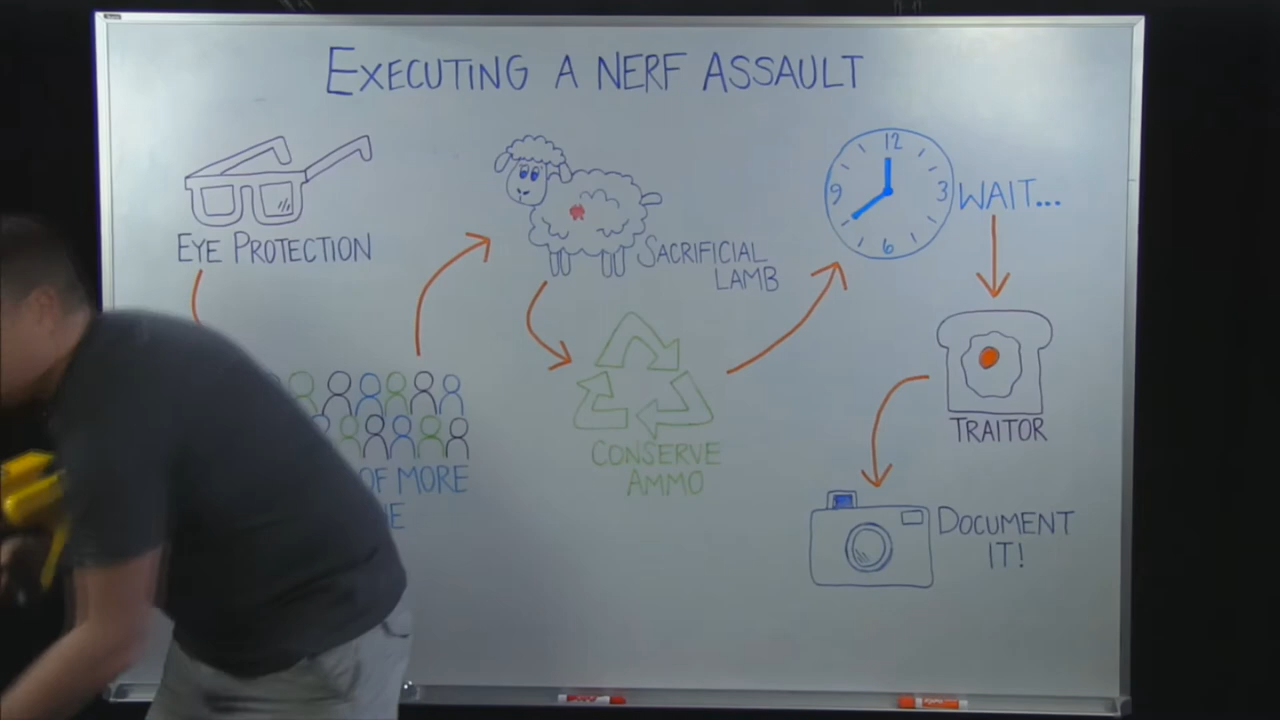 EXECUTING A NERF ASSAULT
EYE PROTECTION
OF MORE
SACRIFICIAL
LAMB
CONSERVE
AMMO
12
9
3
6
WAIT...
TRAITOR
DOCUMENT
IT!